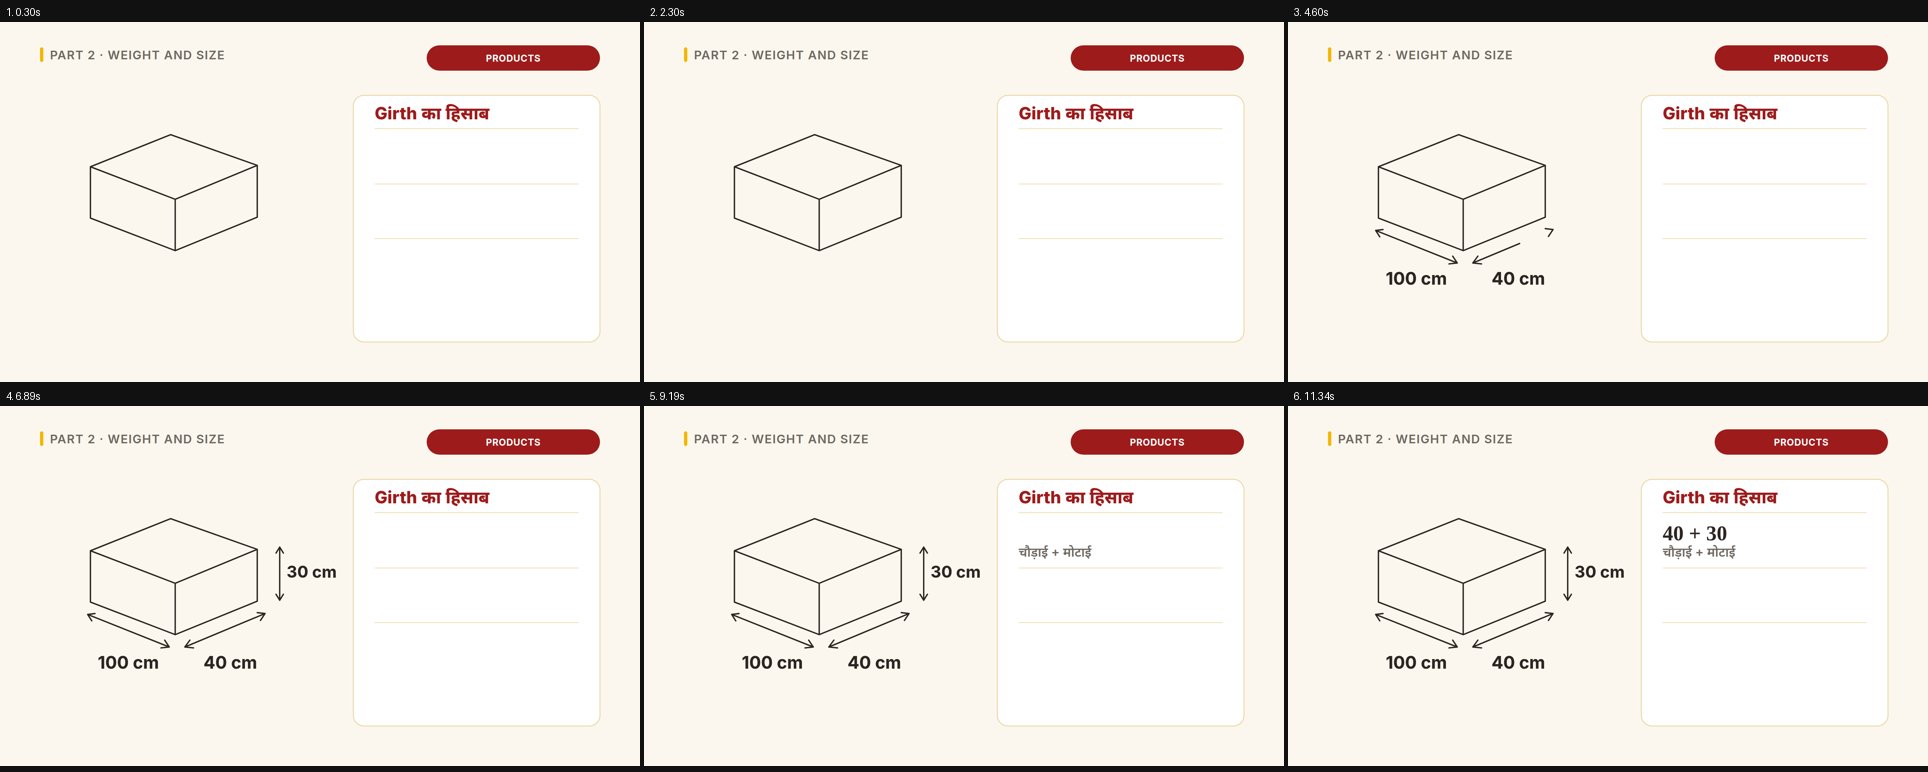 1. 0.30s
PART 2 · WEIGHT AND SIZE
PRODUCTS
Girth का हिसाब
2. 2.30s
PART 2 · WEIGHT AND SIZE
PRODUCTS
Girth का हिसाब
3. 4.60s
PART 2 · WEIGHT AND SIZE
PRODUCTS
Girth का हिसाब
100 cm
40 cm
4. 6.89s
PART 2 · WEIGHT AND SIZE
PRODUCTS
Girth का हिसाब
30 cm
100 cm
40 cm
5. 9.19s
PART 2 · WEIGHT AND SIZE
PRODUCTS
Girth का हिसाब
चौड़ाई + मोटाई
30 cm
100 cm
40 cm
6. 11.34s
PART 2 · WEIGHT AND SIZE
PRODUCTS
Girth का हिसाब
40 + 30
चौड़ाई + मोटाई
30 cm
100 cm
40 cm